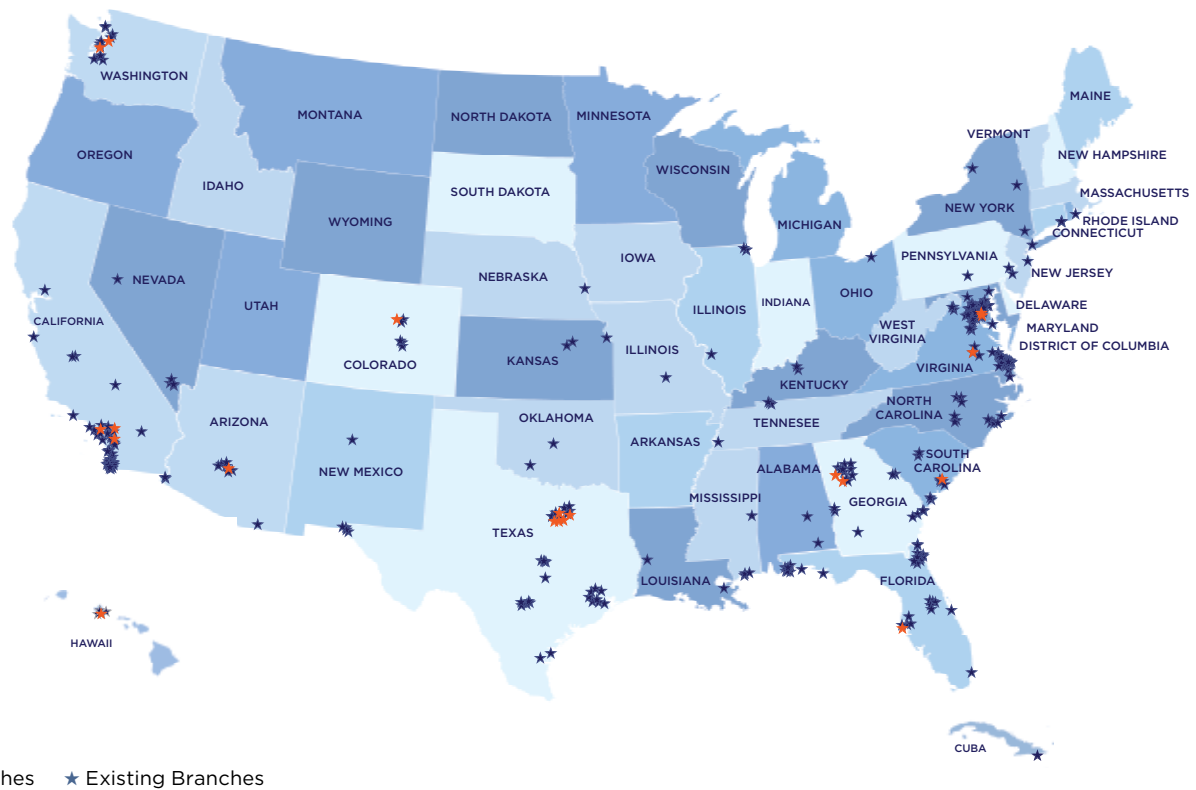 WASHINGTON
MONTANA
NORTH DAKOTA
MINNESOTA
MAINE
VERMONT
OREGON
IDAHO
WYOMING
SOUTH DAKOTA
WISCONSIN
MICHIGAN
NEW YORK
NEW HAMPSHIRE
MASSACHUSETTS
RHODE ISLAND
CONNECTICUT
NEVADA
UTAH
NEBRASKA
IOWA
PENNSYLVANIA
NEW JERSEY
CALIFORNIA
COLORADO
KANSAS
ILLINOIS
ILLINOIS
INDIANA
OHIO
WEST
VIRGINIA
DELAWARE
MARYLAND
DISTRICT OF COLUMBIA
VIRGINIA
KENTUCKY
ARIZONA
NEW MEXICO
OKLAHOMA
ARKANSAS
TENNESSEE
NORTH
CAROLINA
SOUTH
CAROLINA
TEXAS
MISSISSIPPI
ALABAMA
GEORGIA
LOUISIANA
FLORIDA
HAWAII
CUBA
hes
Existing Branches